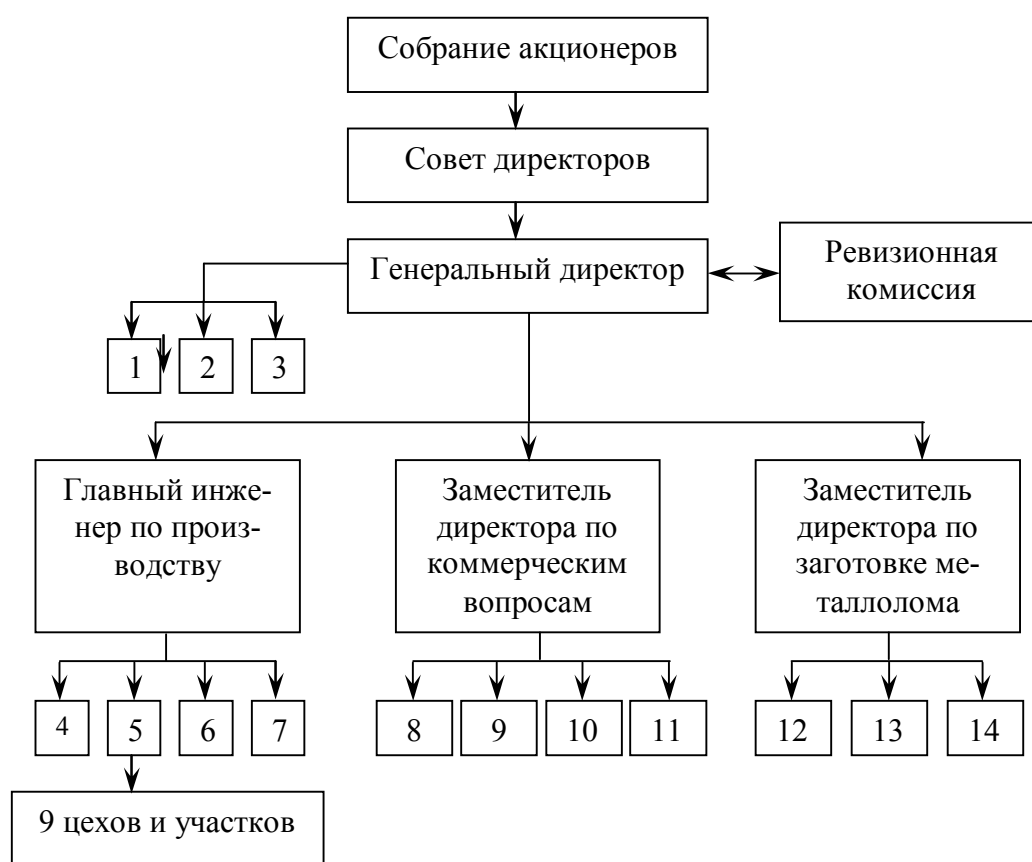 Собрание акционеров
Совет директоров
Генеральный директор
Ревизионная
комиссия
1
2
3
Главный инже-
нер по произ-
водству
Заместитель
директора по
коммерческим
вопросам
Заместитель
директора по
заготовке ме-
таллолома
4
5
6
7
8
9
10
11
12
13
14
9 цехов и участков